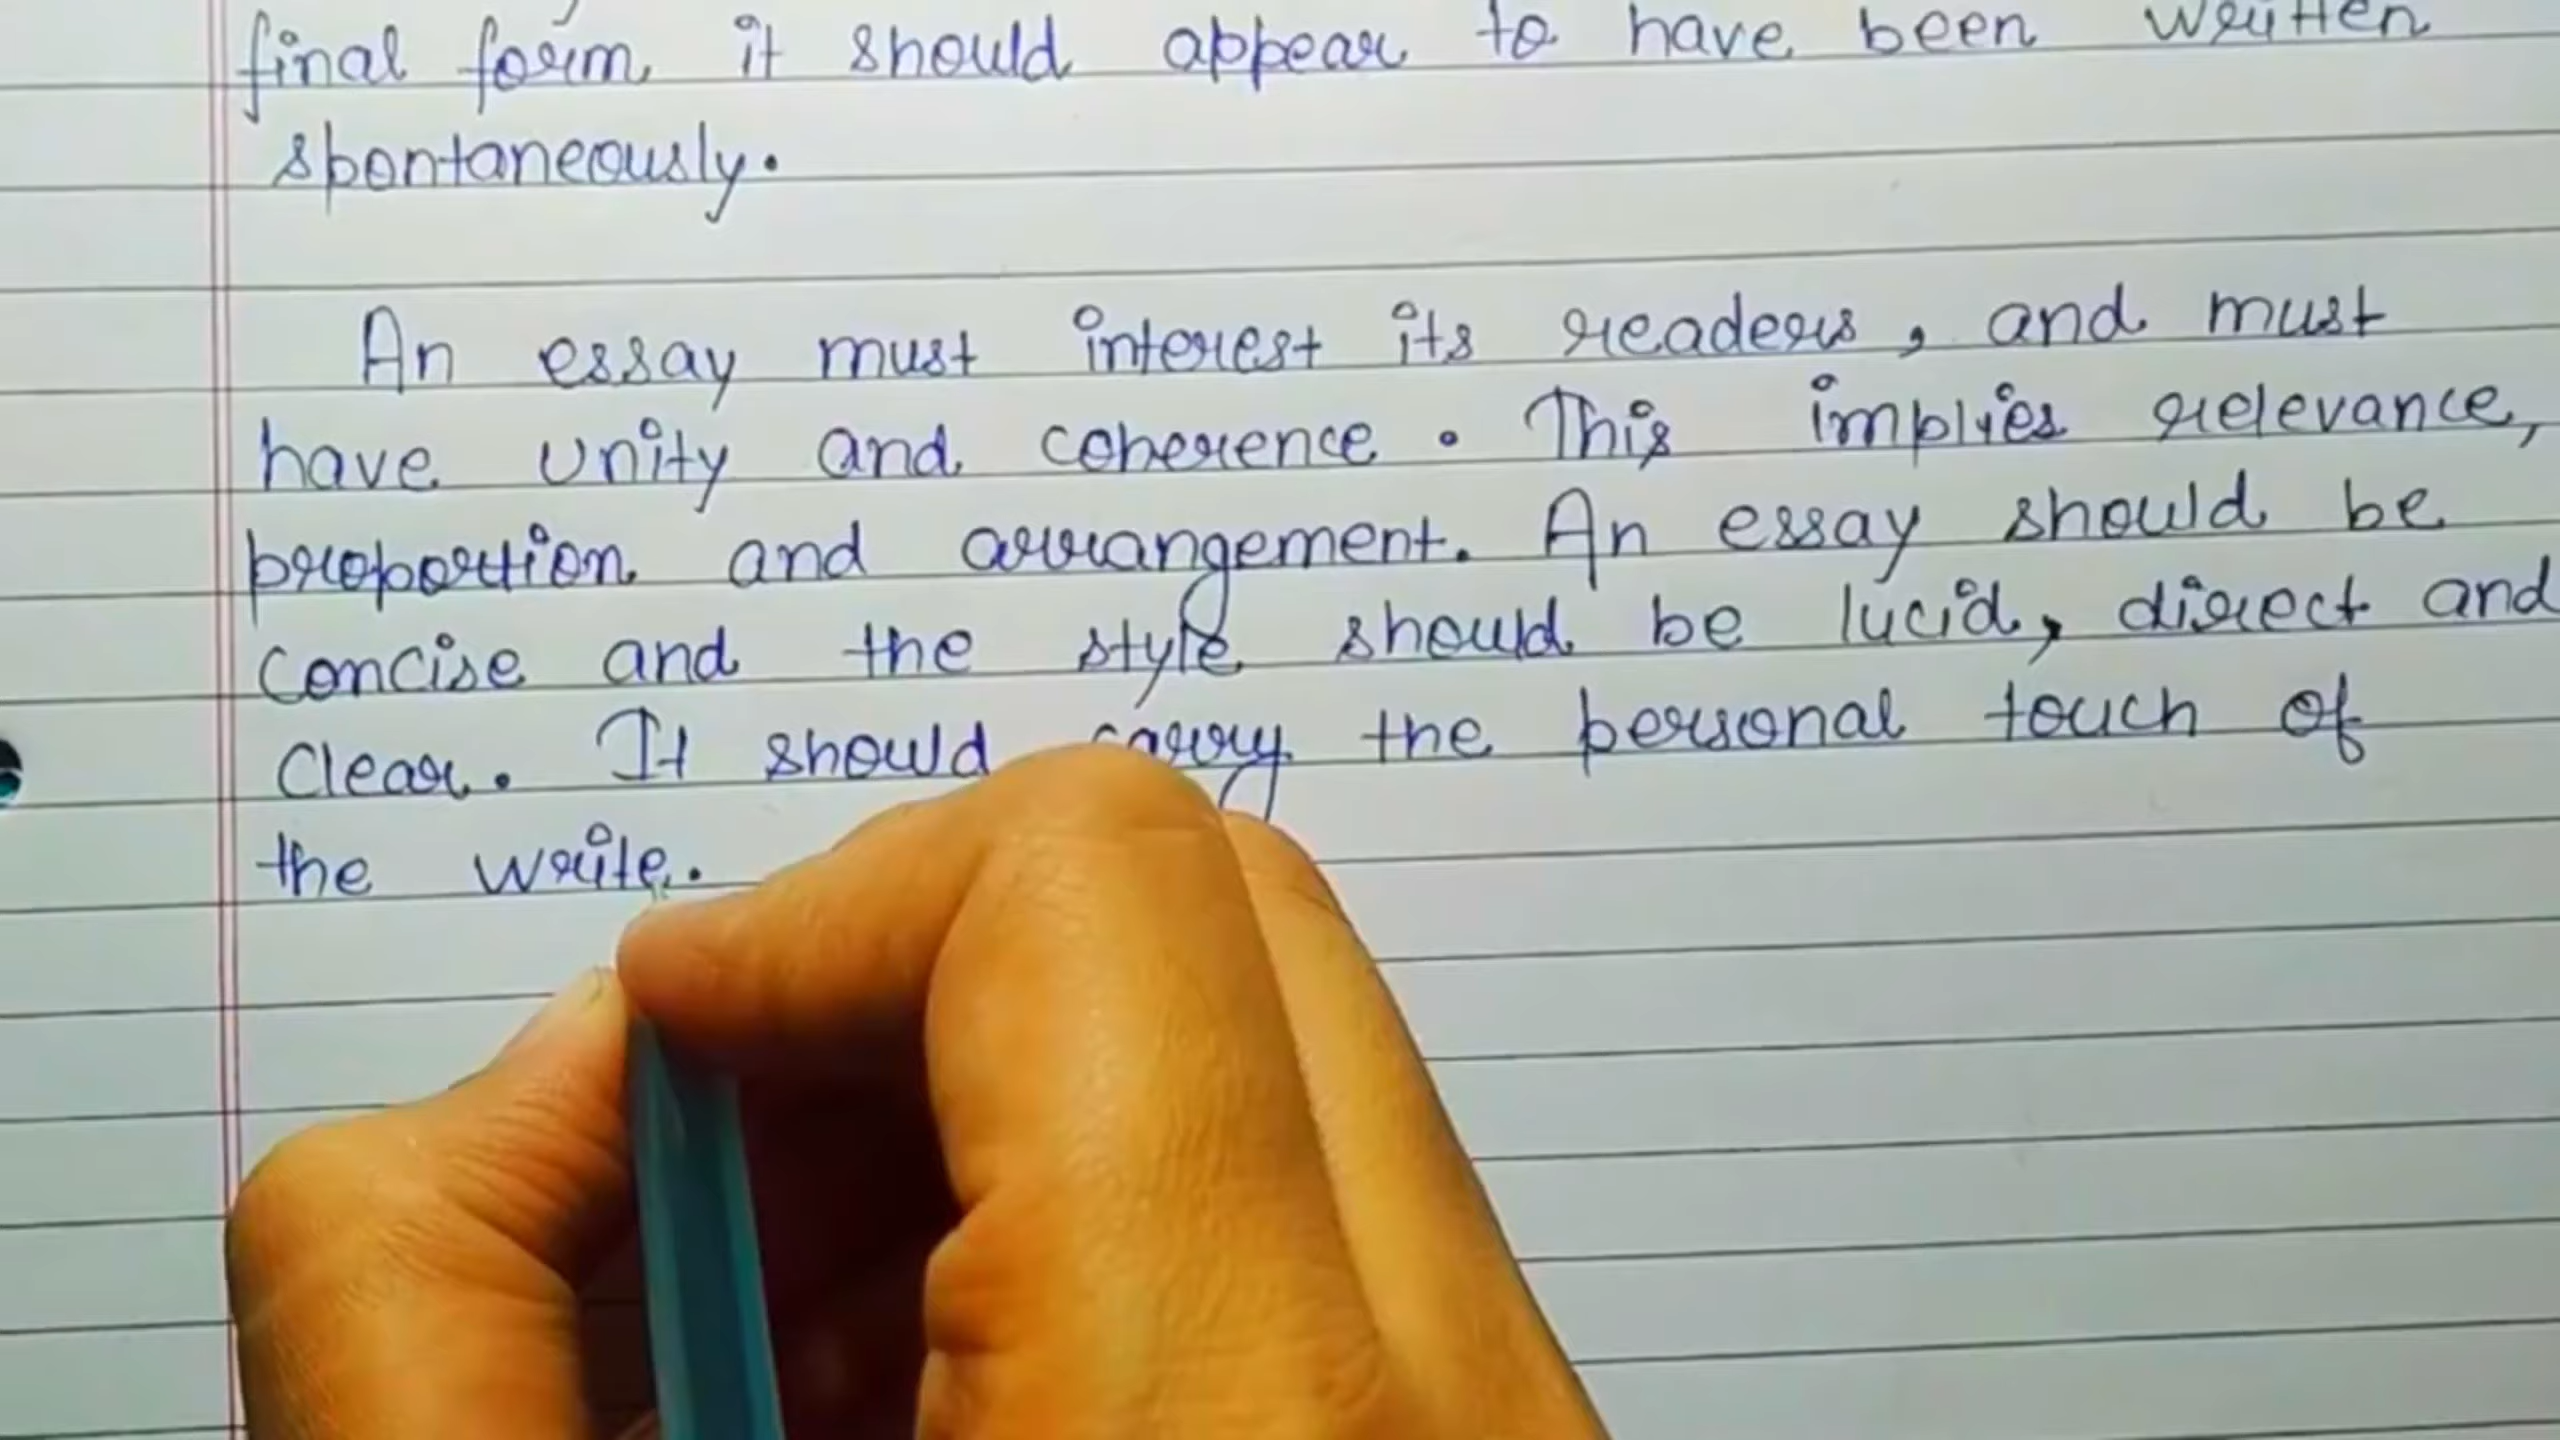 final form it should appear to have been written
spontaneously.
An essay must interest its readers, and must
have unity and coherence. This implies relevance,
proportion and arrangement. An essay should be
concise and the style should be lucid, direct and
clear. It should carry the personal touch of
the write.